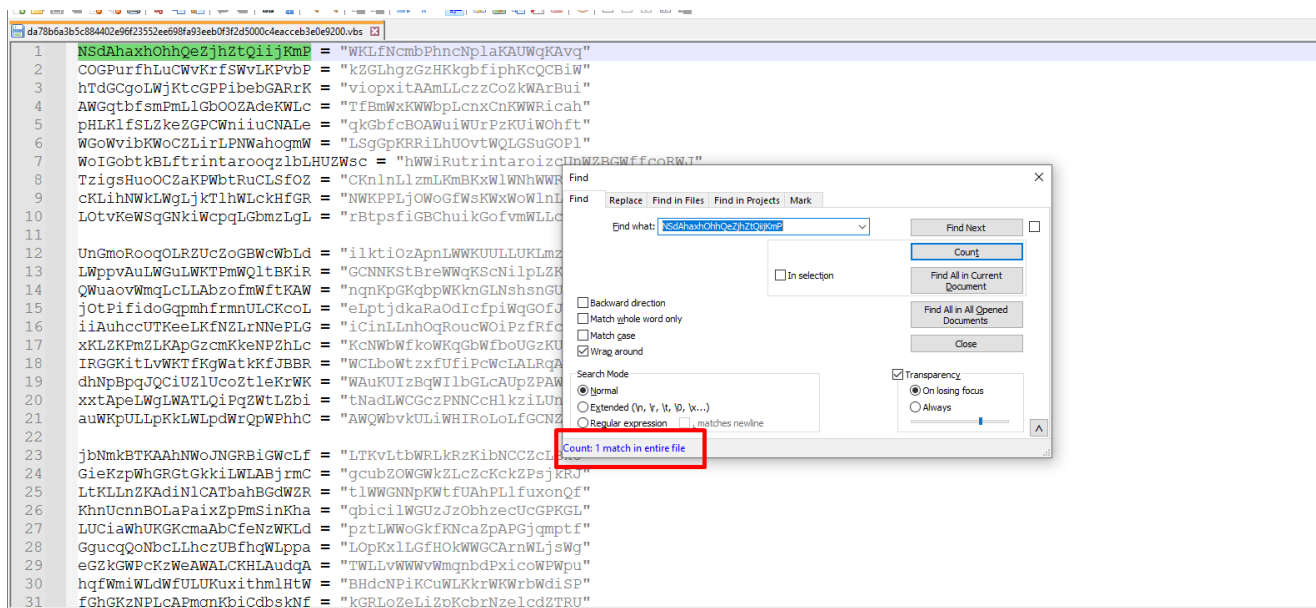 da78b6a3b5c884402e96f23552ee698fa93eeb0f3f2d5000c4eacceb3e0e9200.vbs
1 NSdAhaxhOhhQeZjhZtQiijKmP = "WKLfNcmbPhncNplaKAUWqKAvq"
2 COGPurfhLuCWvKrfSWvLKPvbP = "kZGLhgzGzHKkgbfiphKcQCBiW"
3 hTdGCgoLWjKtcGPPibebGARrK = "viopxitAAmLLczzCoZkWArBui"
4 AWGqtbfsmPmLlGbOOZAdeKWLc = "TfBmWxKWWbpLcnxCnKWWRicah"
5 pHLKlfSLZkeZGPCWniiuCNALe = "qkGbfcBOAWuiWUrPzKUiWOhft"
6 WGoWvibKWoCZLirLPNWahogmW = "LSgGpKRRiLhUOvtWQLGSuGOPl"
7 WoIGobtkBLftrintarooqzlbLHUZWsc = "hWWiRutrintaroizcUnWZBGWffcoRWJ"
8 TzigsHuoOCZaKPWbtRuCLSfOZ = "CKnlnLlzmLKmBKxWlWNhWWR
9 cKLihNWkLWgLjkTlhWLckHfGR = "NWKPPLjOWoGfWsKWxWoWlnL
10 LOtvKeWSqGNkiWcpqLGbmzLgL = "rBtpsfiGBChuikGofvmWLLc
11
12 UnGmoRooqOLRZUcZoGBWcWbLd = "ilktiOzApnLWWKUULLUKLmz
13 LWppvAuLWGuLWKTPmWQltBKiR = "GCNNKStBreWWqKScNilpLZK
14 QWuaovWmqLcLLAbzofmWftKAW = "nqnKpGKgbpWKknGLNshsnGU
15 jOtPifidoGqpmhfrmnULCKcoL = "eLptjdkaRaOdIcfpiWqGOfJ
16 iiAuhccUTKeeLKfNZLrNNePLG = "iCinLLnhOqRoucWOiPzfRfc
17 xKLZKPmZLKApGzcmKkeNPZhLc = "KcNWbWfkoWKqGbWfboUGzKU
18 IRGGKitLvWKTfKgWatkKfJBBR = "WCLboWtzxfUfiPcWcLALRqA
19 dhNpBpqJQCiUZlUcoZtleKrWK = "WAuKUIzBqWIlbGLcAUpZPAW
20 xxtApeLWgLWATLQiPqZWtLZbi = "tNadLWCGczPNNCcHlkziLUn
21 auWKpULLpKkLWLpdWrQpWPhhC = "AWQWbvkULiWHIRoLoLfGCNZ
22
23 jbNmkBTKAAhNWoJNGRBiGWcLf = "LTKvLtbWRLkRzKibNCCZcL
24 GieKzpWhGRGtGkkiLWLABjrmC = "gcubZOWGWkZLcZcKckZPsjkRJ"
25 LtKLLnZKAdiNlCATbahBGdWZR = "tlWWGNNpKWtfUAhPLlfuxonQf"
26 KhnUcnnBOLaPaixZpPmSinKha = "qbicilWGUzJzObhzecUcGPKGL"
27 LUCiaWhUKGKcmaAbCfeNzWKLd = "pztLWWoGkfKNcaZpAPGjqmptf"
28 GgucqQoNbcLLhczUBfhqWLppa = "LOpKxlLGfHOkWWGCArnWLjsWg"
29 eGZkGWPcKzWeAWALCKHLAudqA = "TWLLvWWWvWmqnbdPxicoWPWpu"
30 hqfWmiWLdWfULUKuxithmlHtW = "BHdcNPiKCuWLKkrWKWrbWdiSP"
31 fGhGKzNPLcAPmqnKbiCdbskNf = "kGRLoZeLiZpKcbrNzelcdZTRU"
Find
Find Replace Find in Files Find in Projects Mark
Find what: NSdAhaxhOhhQeZjhZtQiijKmP
Find Next
Count
In selection
Find All in Current
Document
Backward direction
Match whole word only
Match case
Wrap around
Find All in All Opened
Documents
Close
Search Mode
Normal
Extended (\n, \r, \t, \0, \x...)
Regular expression . matches newline
Transparency
On losing focus
Always
Count: 1 match in entire file